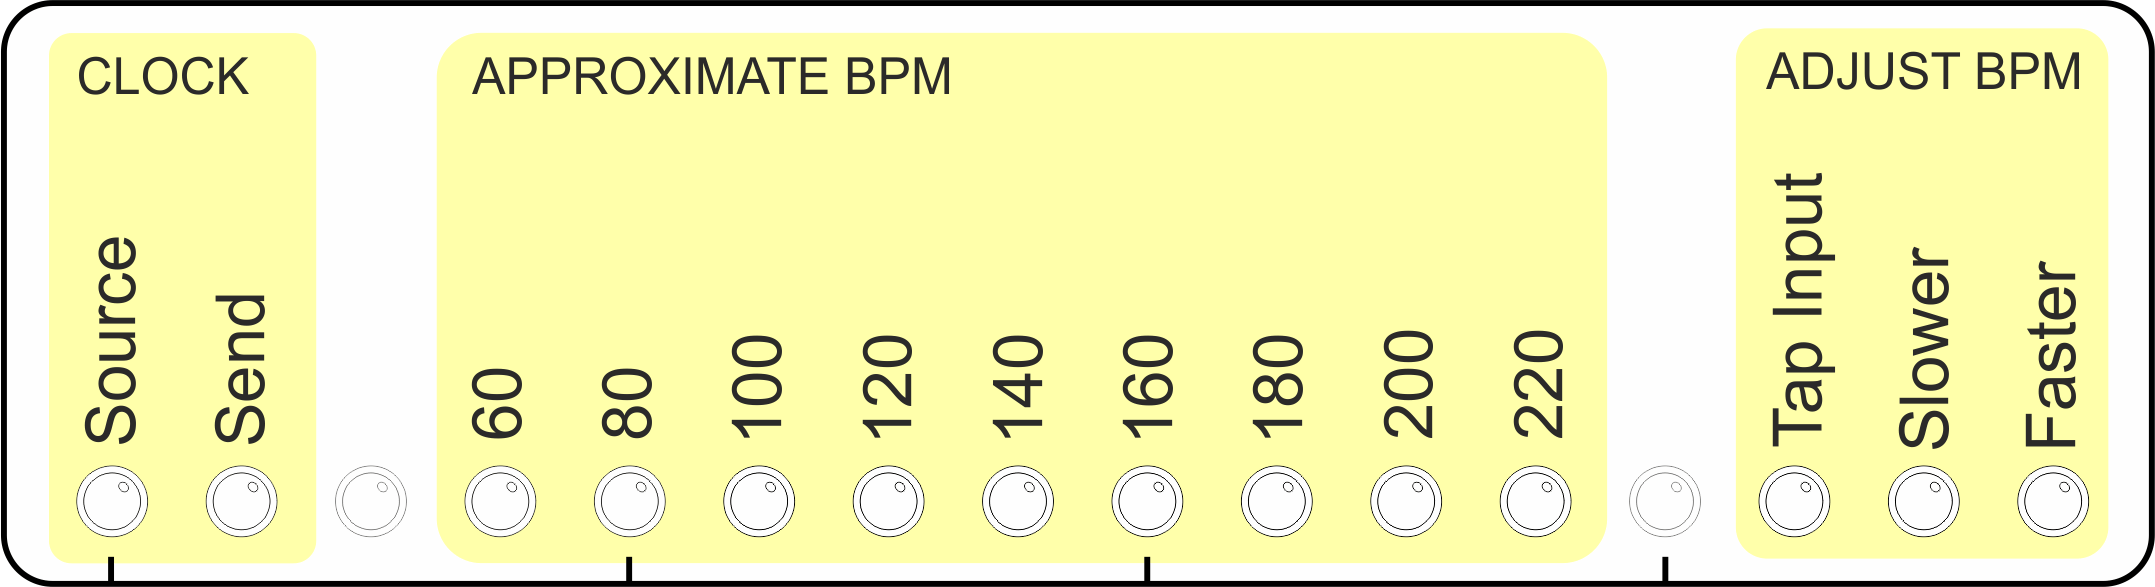 CLOCK
Source
Send
APPROXIMATE BPM
60
80
100
120
140
160
180
200
220
ADJUST BPM
Tap Input
Slower
Faster